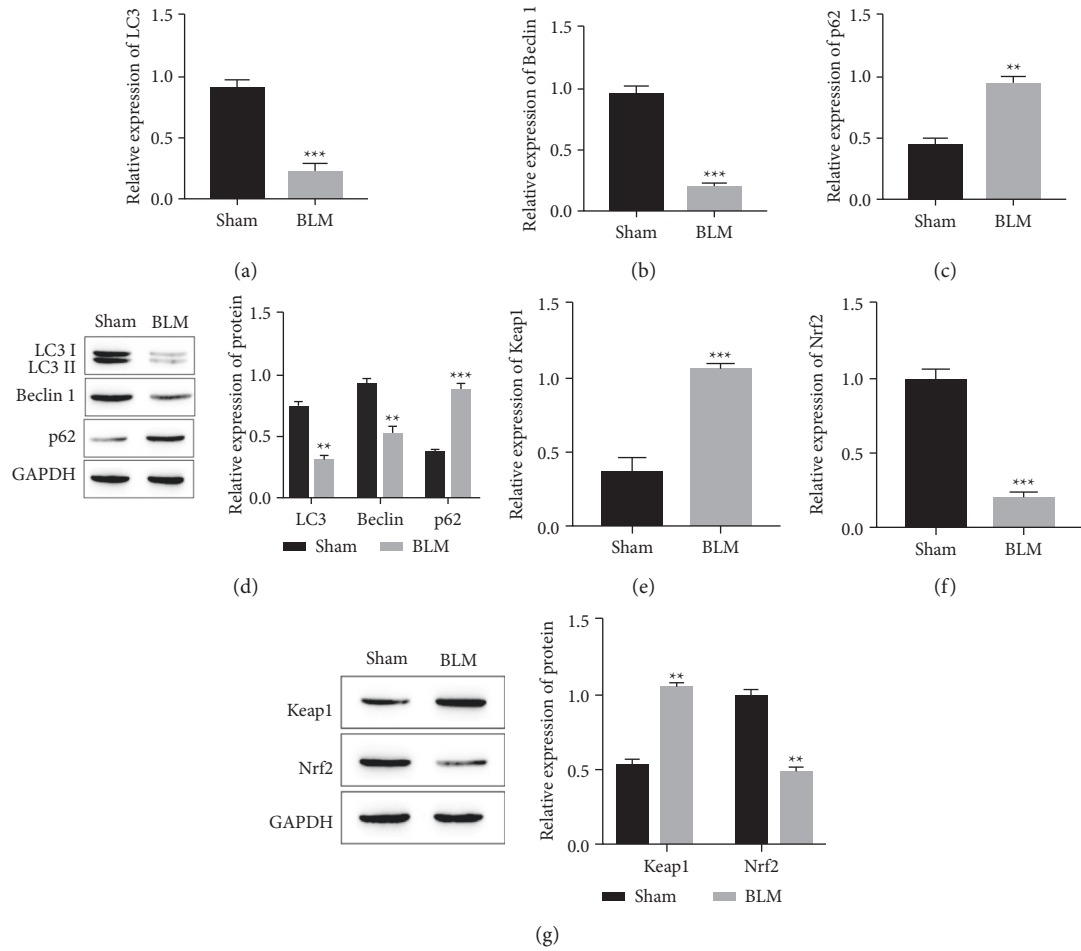 Relative expression of LC3
1.5
1.0
0.5
0.0
***
Sham BLM
(a)
Relative expression of Beclin 1
1.5
1.0
0.5
0.0
***
Sham BLM
(b)
Relative expression of p62
1.5
1.0
0.5
0.0
**
Sham BLM
(c)
Sham BLM
LC3 I
LC3 II
Beclin 1
p62
GAPDH
Relative expression of protein
1.5
1.0
0.5
0.0
**
**
***
LC3 Beclin p62
Sham BLM
(d)
Relative expression of Keap1
1.5
1.0
0.5
0.0
***
Sham BLM
(e)
Relative expression of Nrf2
1.5
1.0
0.5
0.0
***
Sham BLM
(f)
Sham BLM
Keap1
Nrf2
GAPDH
Relative expression of protein
1.5
1.0
0.5
0.0
**
**
Keap1 Nrf2
Sham BLM
(g)